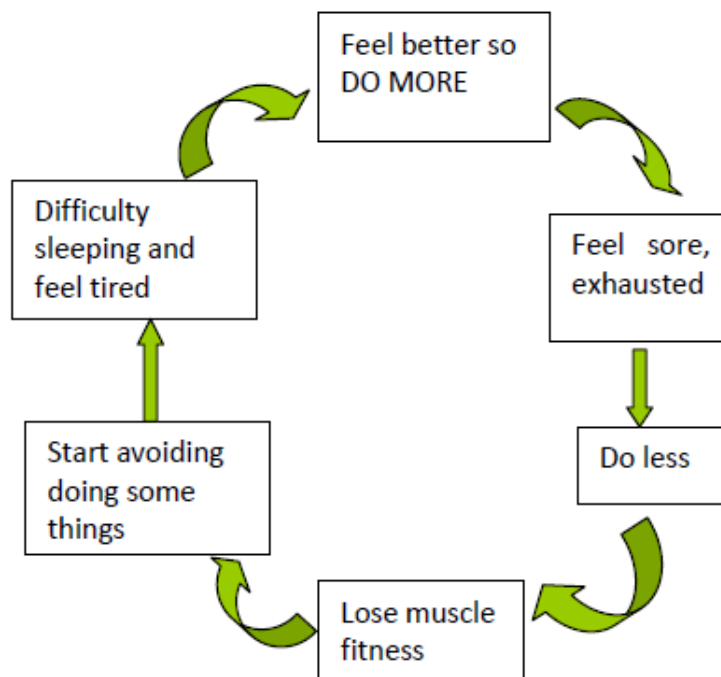 Feel better so
DO MORE
Feel sore,
exhausted
Do less
Lose muscle
fitness
Start avoiding
doing some
things
Difficulty
sleeping and
feel tired